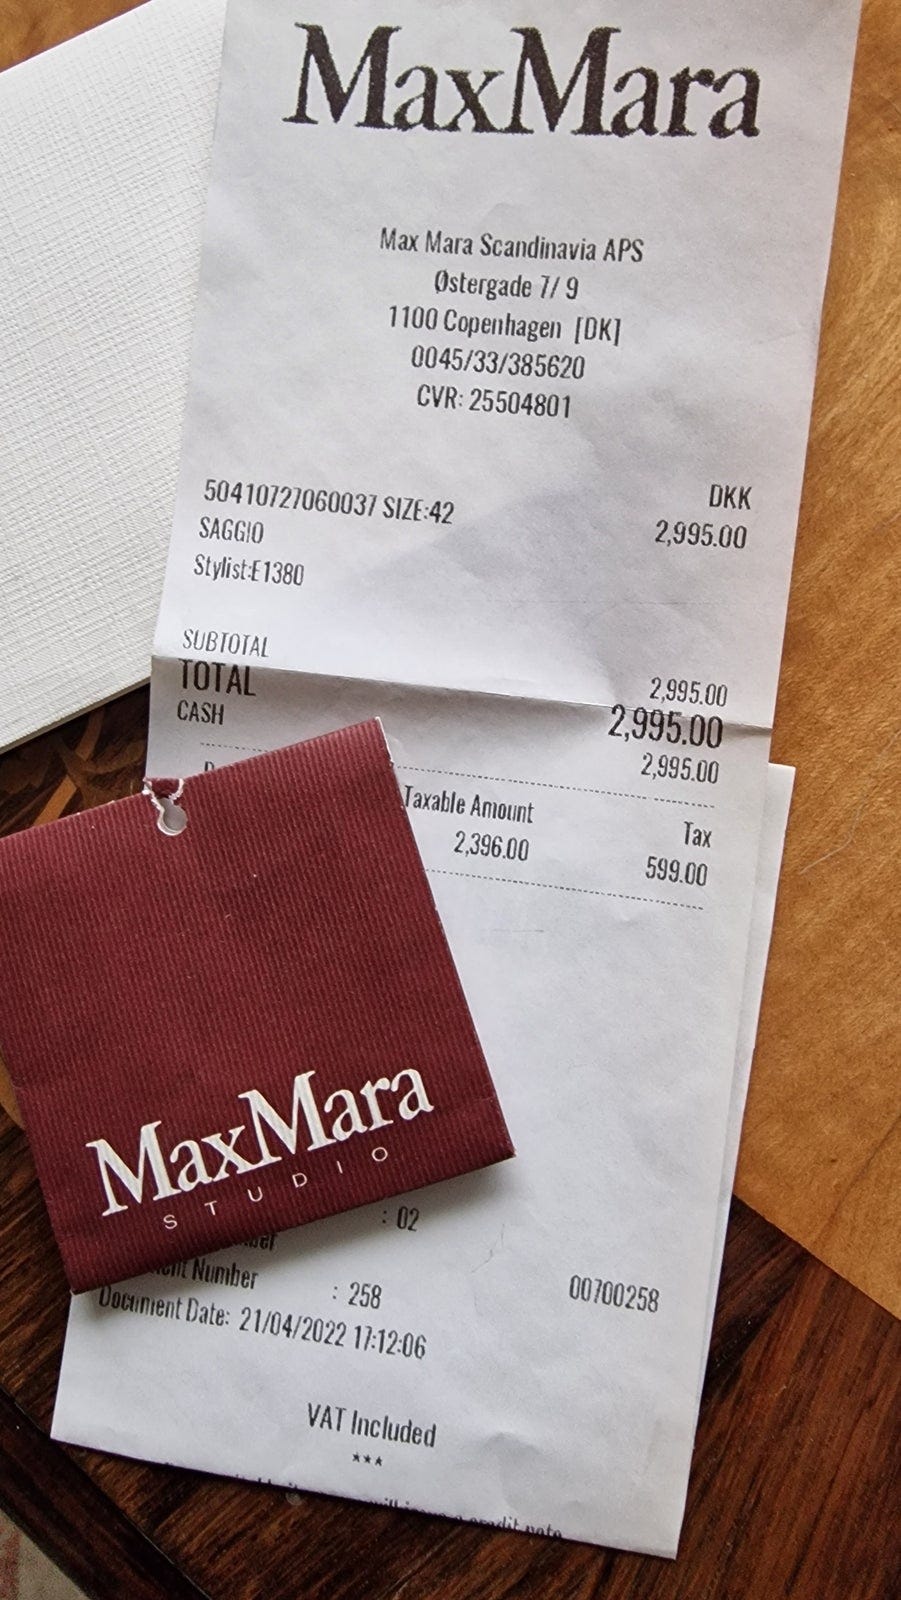 MaxMara
Max Mara Scandinavia APS
Østergade 7/ 9
1100 Copenhagen [DK]
0045/33/385620
CVR: 25504801
DKK
50410727060037 SIZE:42 2,995.00
SAGGIO
Stylist:E1380
SUBTOTAL 2,995.00
TOTAL 2,995.00
CASH 2,995.00
Taxable Amount Tax
2,396.00 599.00
MaxMara
STUDIO
: 02
Number : 258 00700258
Document Date: 21/04/2022 17:12:06
VAT Included
***
a credit note